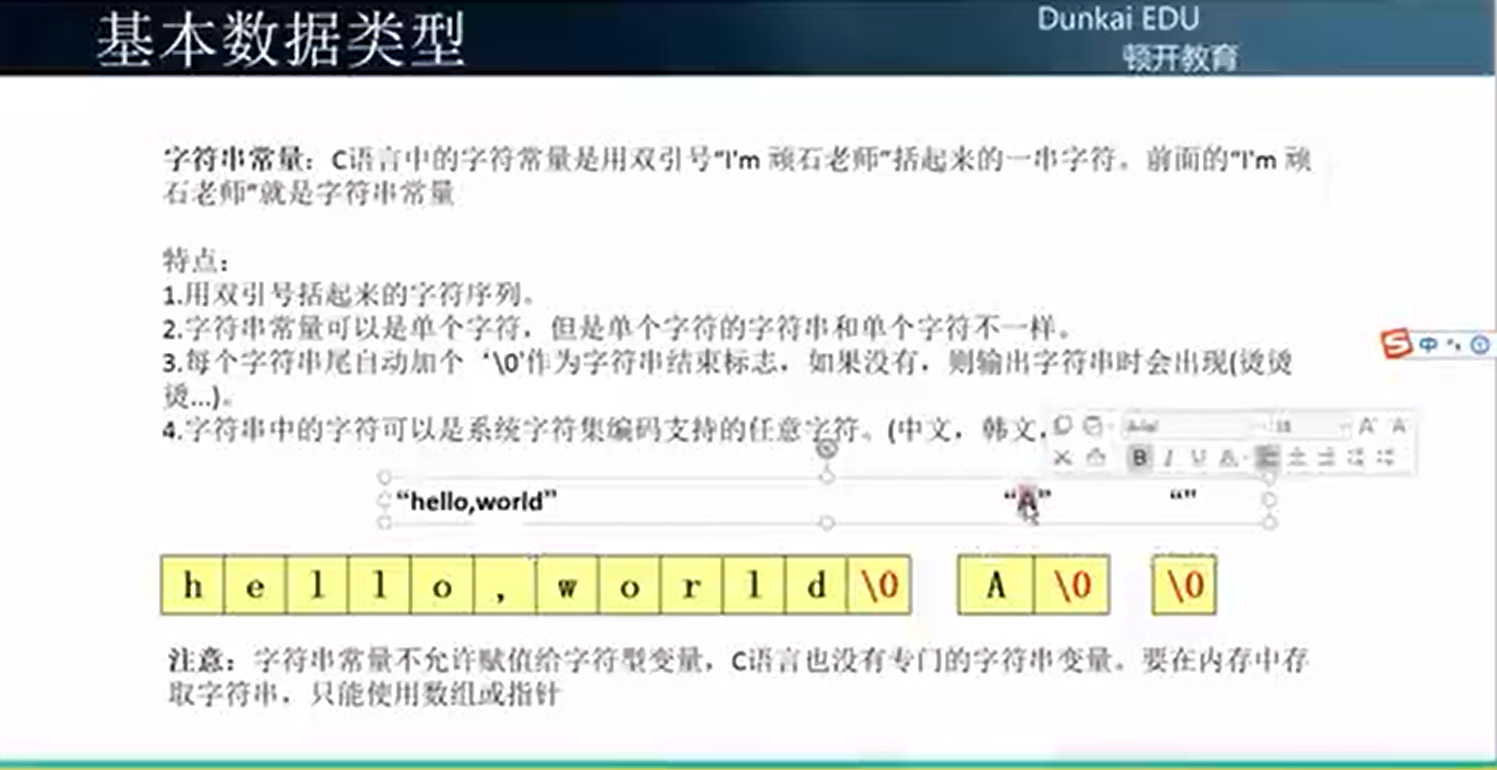 基本数据类型
Dunkai EDU
顿开教育
字符串常量：C语言中的字符常量是用双引号“I'm 顽石老师”括起来的一串字符。前面的“I'm 顽
石老师”就是字符串常量
特点：
1.用双引号括起来的字符序列。
2.字符串常量可以是单个字符，但是单个字符的字符串和单个字符不一样。
3.每个字符串尾自动加个‘\0'作为字符串结束标志，如果没有，则输出字符串时会出现(烫烫
烫...)。
4.字符串中的字符可以是系统字符集编码支持的任意字符。(中文，韩文，
“hello,world” “A” “”
h e l l o , w o r l d \0 A \0 \0
注意：字符串常量不允许赋值给字符型变量，C语言也没有专门的字符串变量。要在内存中存
取字符串，只能使用数组或指针
中
B I U A A A